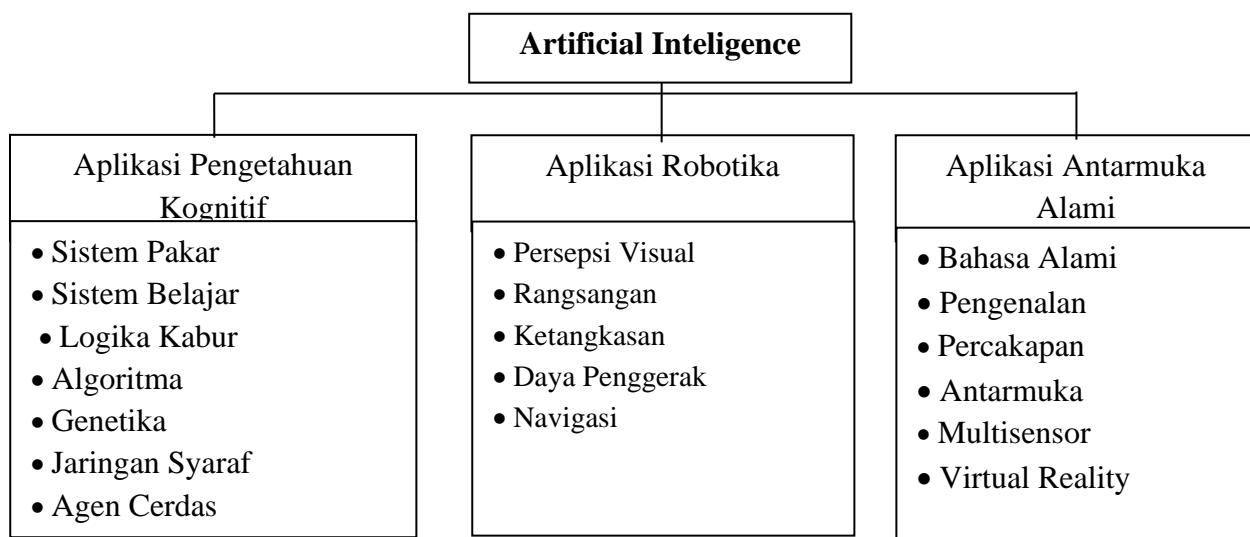 Artificial Inteligence
Aplikasi Pengetahuan
Kognitif
• Sistem Pakar
• Sistem Belajar
• Logika Kabur
• Algoritma
• Genetika
• Jaringan Syaraf
• Agen Cerdas
Aplikasi Robotika
• Persepsi Visual
• Rangsangan
• Ketangkasan
• Daya Penggerak
• Navigasi
Aplikasi Antarmuka
Alami
• Bahasa Alami
• Pengenalan
• Percakapan
• Antarmuka
• Multisensor
• Virtual Reality